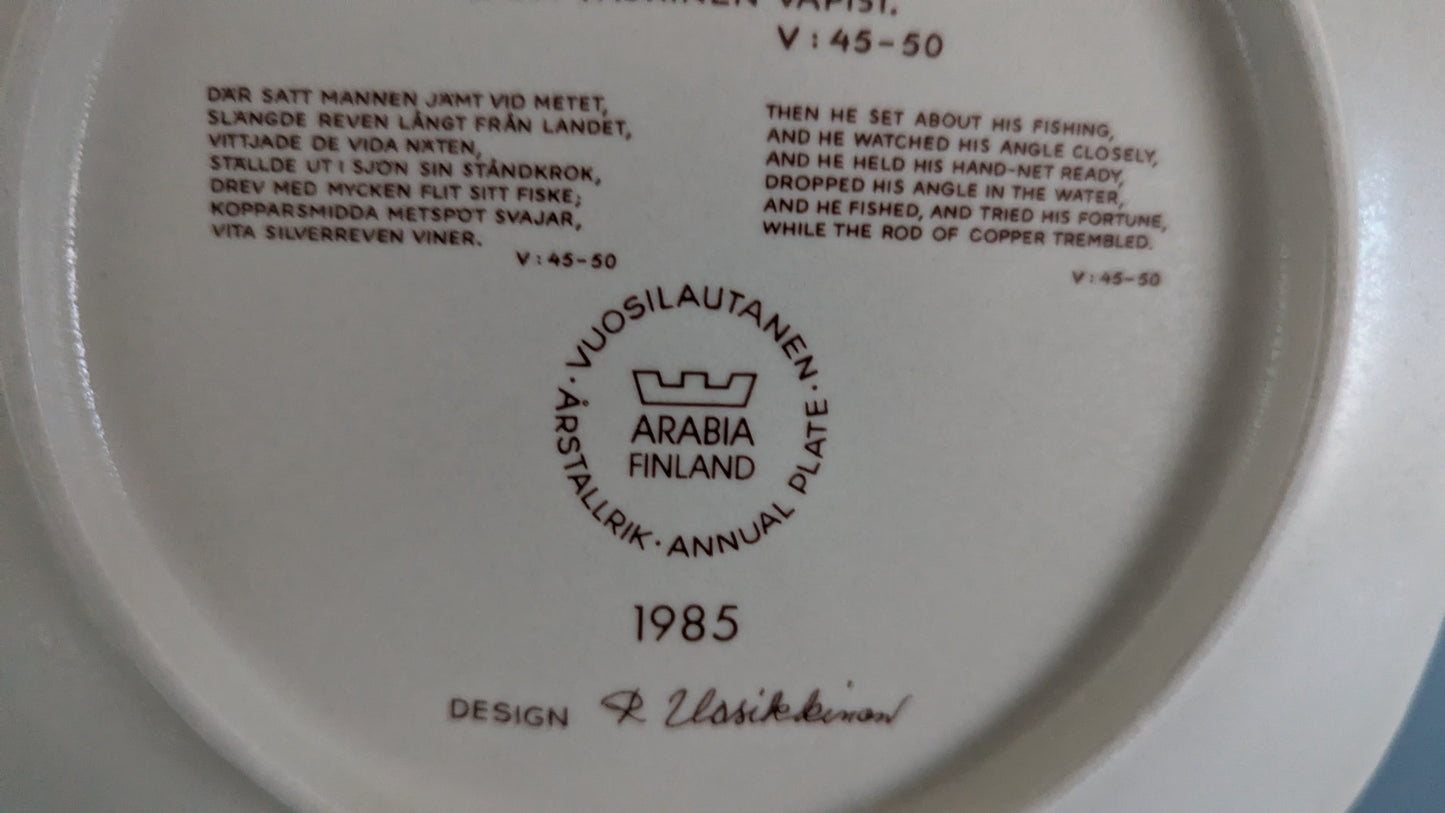 VAPISI.
V : 45-50
DÄR SATT MANNEN JÄMT VID METET,
SLÄNGDE REVEN LÅNGT FRÅN LANDET,
VITTJADE DE VIDA NÄTEN,
STÄLLDE UT I SJÖN SIN STÅNDKROK,
DREV MED MYCKEN FLIT SITT FISKE;
KOPPARSMIDDA METSPÖT SVAJAR,
VITA SILVERREVEN VINER.
V : 45-50
THEN HE SET ABOUT HIS FISHING,
AND HE WATCHED HIS ANGLE CLOSELY,
AND HE HELD HIS HAND-NET READY,
DROPPED HIS ANGLE IN THE WATER,
AND HE FISHED, AND TRIED HIS FORTUNE,
WHILE THE ROD OF COPPER TREMBLED.
V : 45-50
· VUOSILAUTANEN · ANNUAL PLATE · ÅRSTALLRIK
ARABIA
FINLAND
1985
DESIGN R Uosikkinen